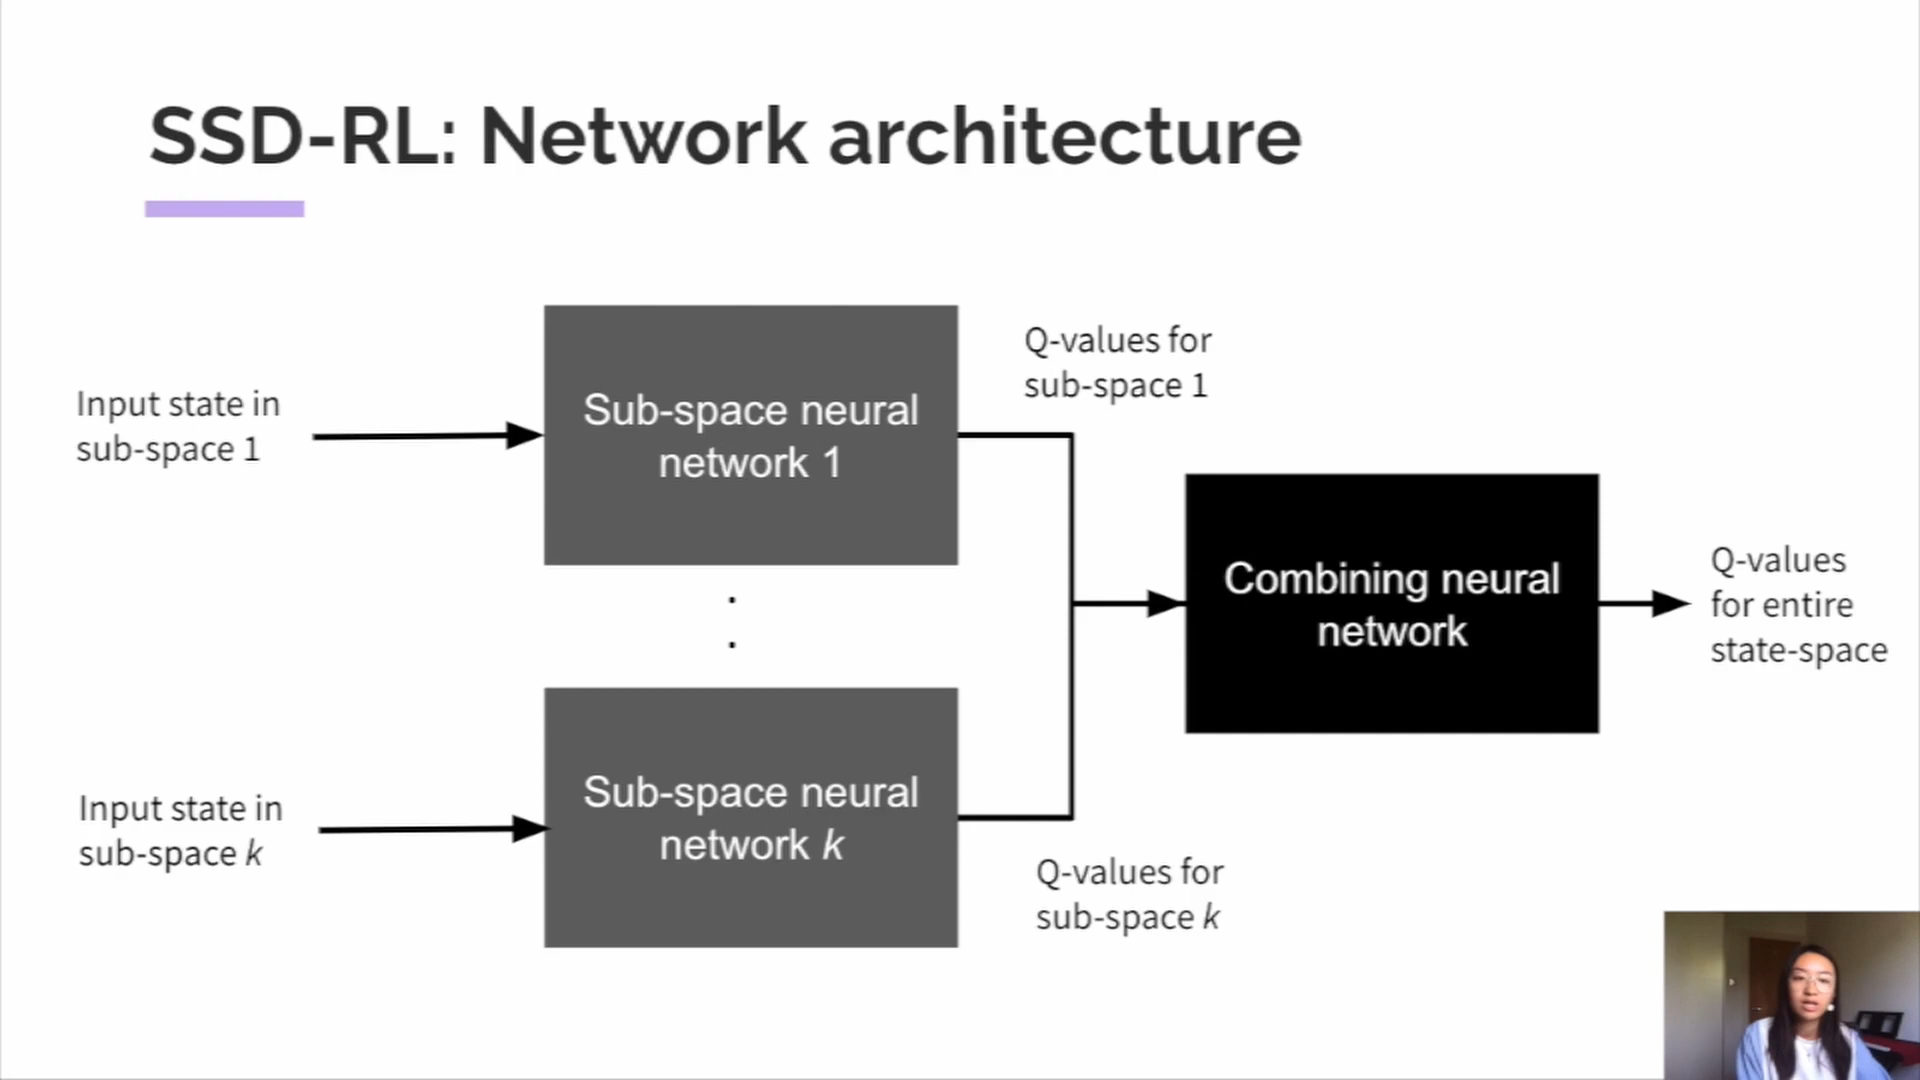 SSD-RL: Network architecture
Input state in
sub-space 1
Sub-space neural
network 1
Q-values for
sub-space 1
Combining neural
network
Q-values
for entire
state-space
Input state in
sub-space k
Sub-space neural
network k
Q-values for
sub-space k